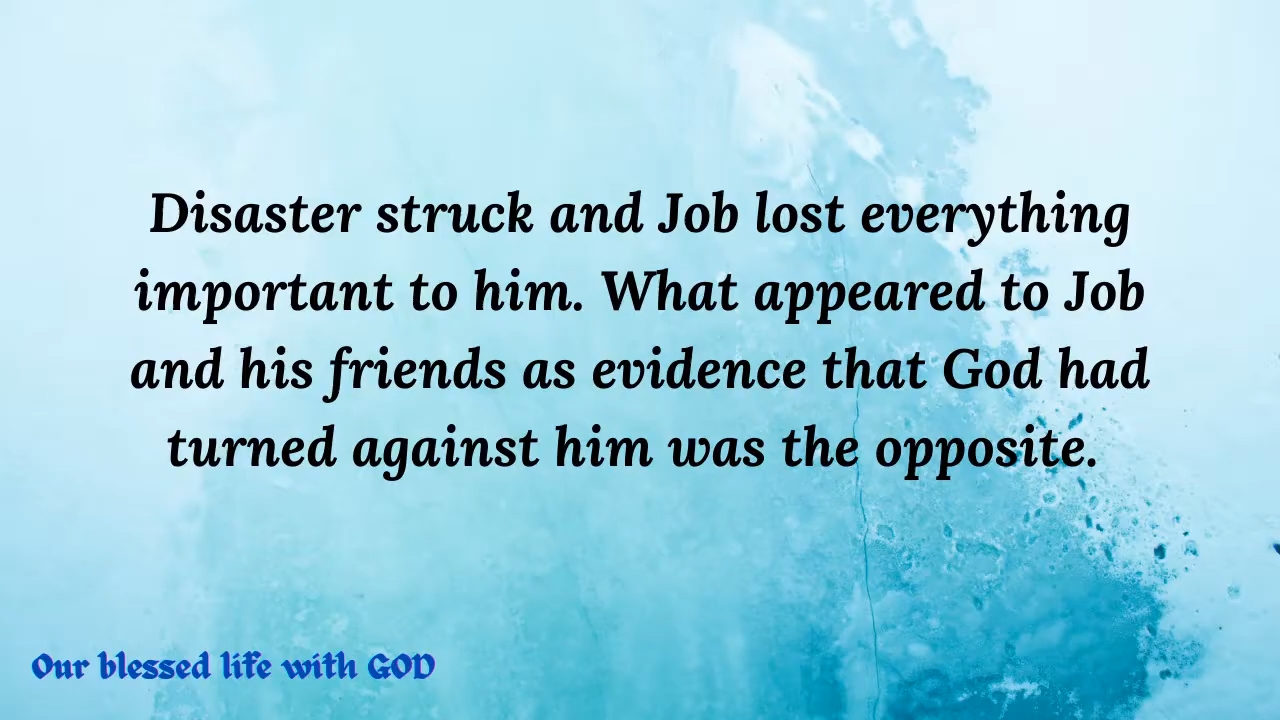 Disaster struck and Job lost everything
important to him. What appeared to Job
and his friends as evidence that God had
turned against him was the opposite.
Our blessed life with GOD